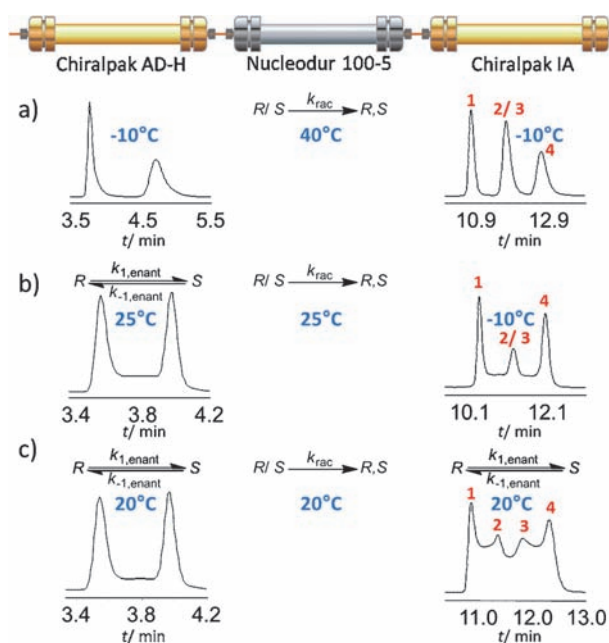 Chiralpak AD-H Nucleodur 100-5 Chiralpak IA
a)
-10°C
3.5 4.5 5.5
t/ min
R/ S k_rac R,S
40°C
1 2/ 3 4
-10°C
10.9 12.9
t/ min
b)
R k_1,enant S
k_-1,enant
25°C
3.4 3.8 4.2
t/ min
R/ S k_rac R,S
25°C
1 2/ 3 4
-10°C
10.1 12.1
t/ min
c)
R k_1,enant S
k_-1,enant
20°C
3.4 3.8 4.2
t/ min
R/ S k_rac R,S
20°C
R k_1,enant S
k_-1,enant
20°C
1 2 3 4
11.0 12.0 13.0
t/ min